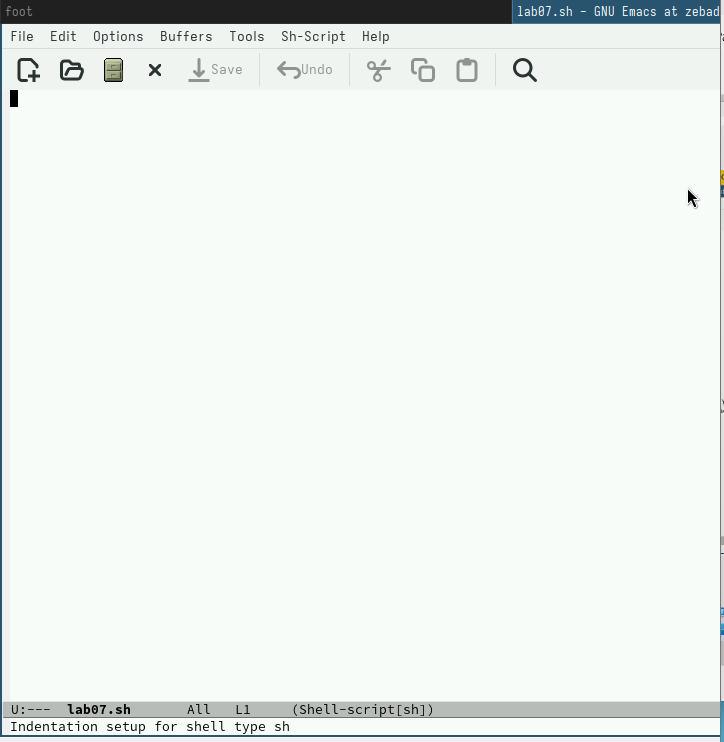 foot
lab07.sh - GNU Emacs at zebad
File Edit Options Buffers Tools Sh-Script Help
Save Undo
U:--- lab07.sh All L1 (Shell-script[sh])
Indentation setup for shell type sh